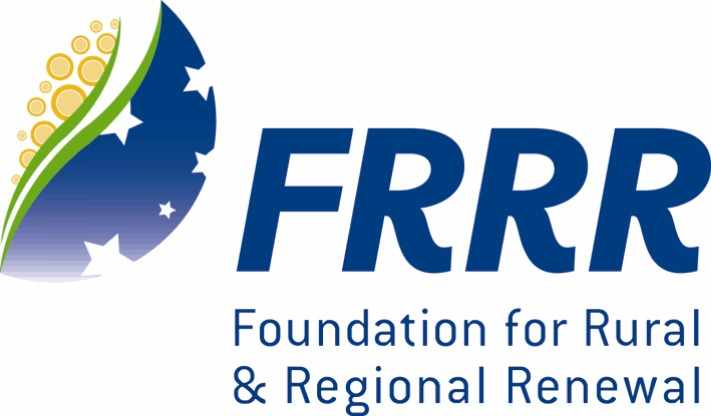 FRRR
Foundation for Rural
& Regional Renewal